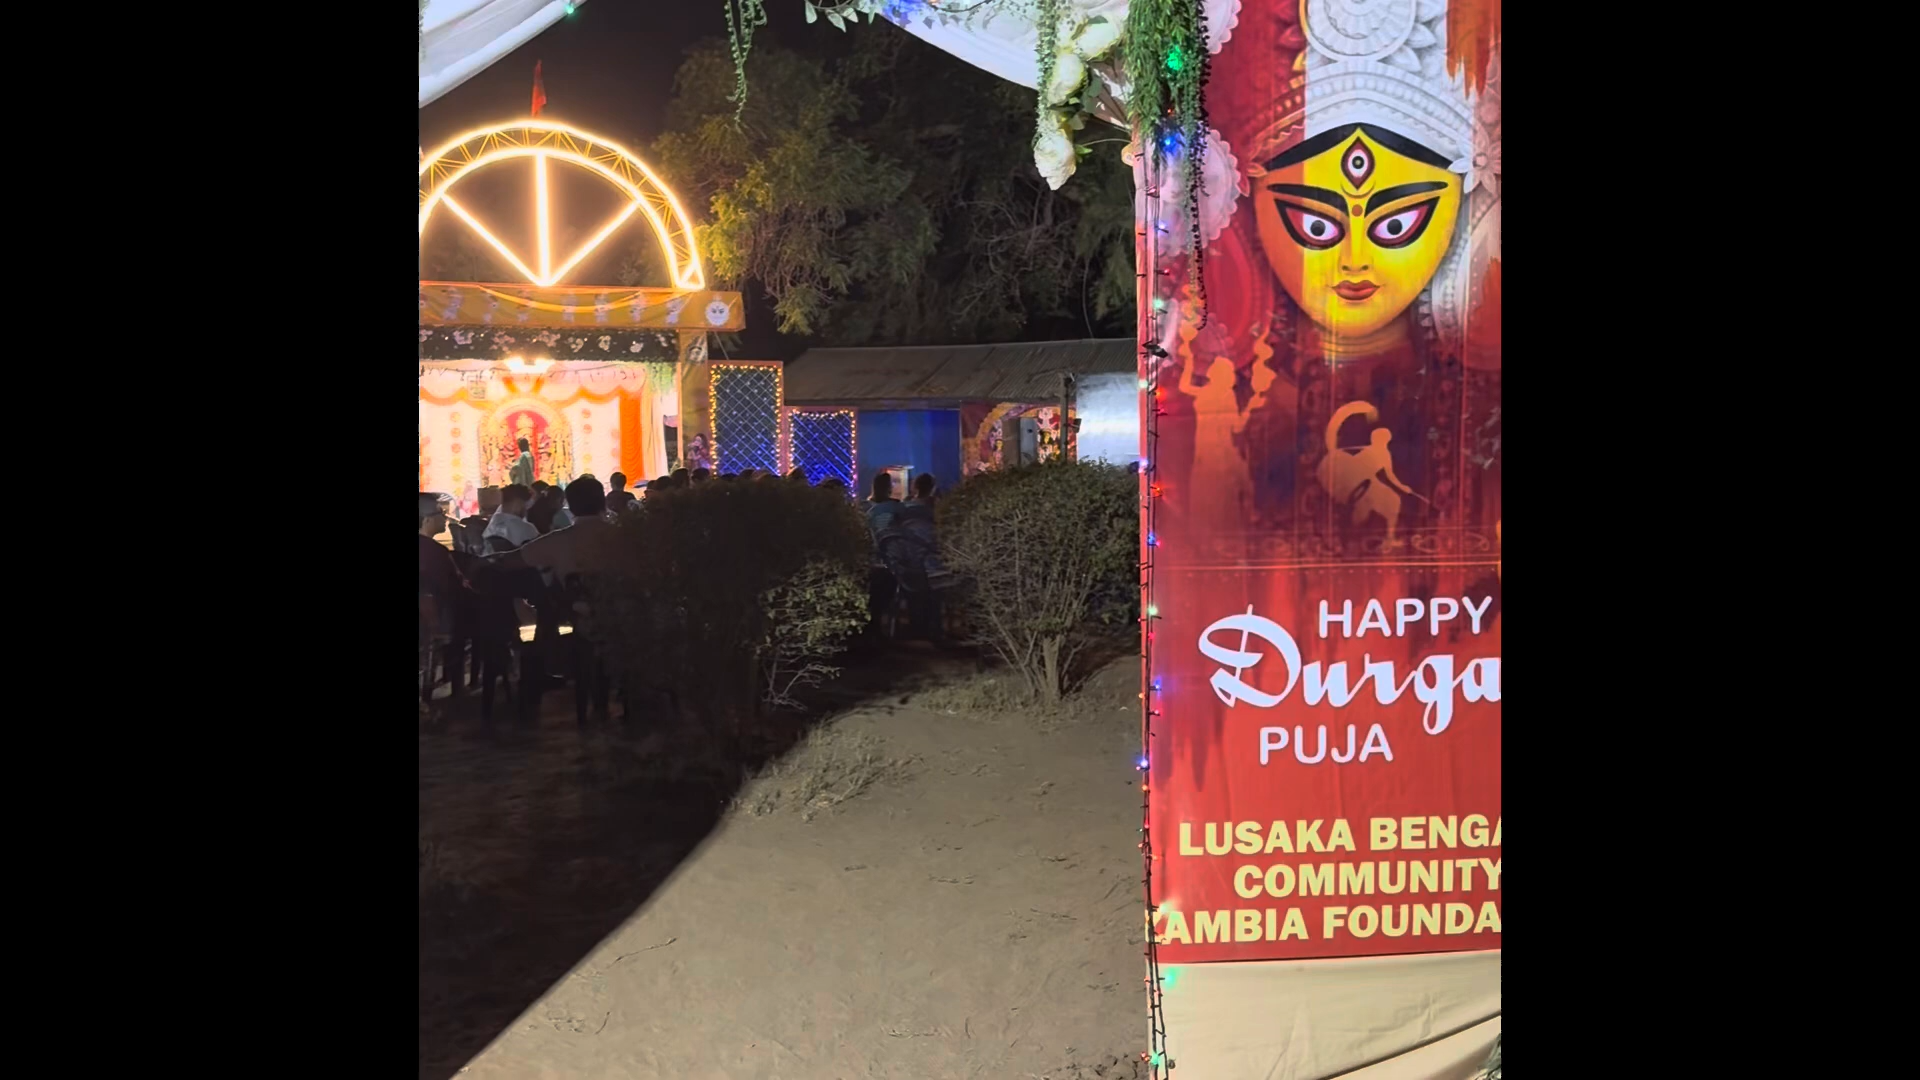 HAPPY
Durga
PUJA
LUSAKA BENGA
COMMUNITY
AMBIA FOUNDA